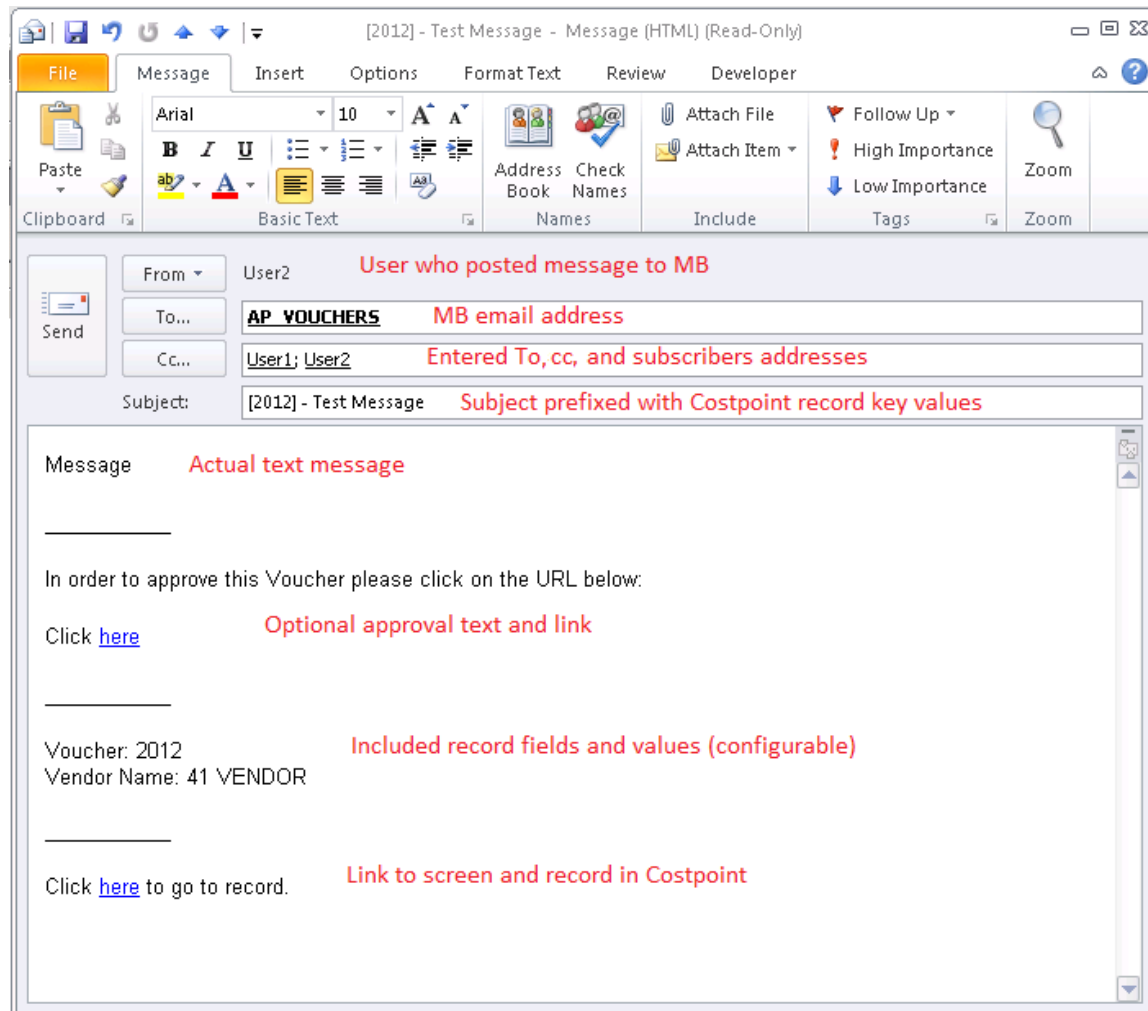 [2012] - Test Message - Message (HTML) (Read-Only)
File Message Insert Options Format Text Review Developer
Arial 10 A A Attach File Follow Up
B I U Attach Item High Importance
Paste ab A Aa Address Book Check Names Low Importance Zoom
Clipboard Basic Text Names Include Tags Zoom
From User2 User who posted message to MB
Send To... AP VOUCHERS MB email address
Cc... User1; User2 Entered To, cc, and subscribers addresses
Subject: [2012] - Test Message Subject prefixed with Costpoint record key values
Message Actual text message
In order to approve this Voucher please click on the URL below:
Click here Optional approval text and link
Voucher: 2012 Included record fields and values (configurable)
Vendor Name: 41 VENDOR
Click here to go to record. Link to screen and record in Costpoint